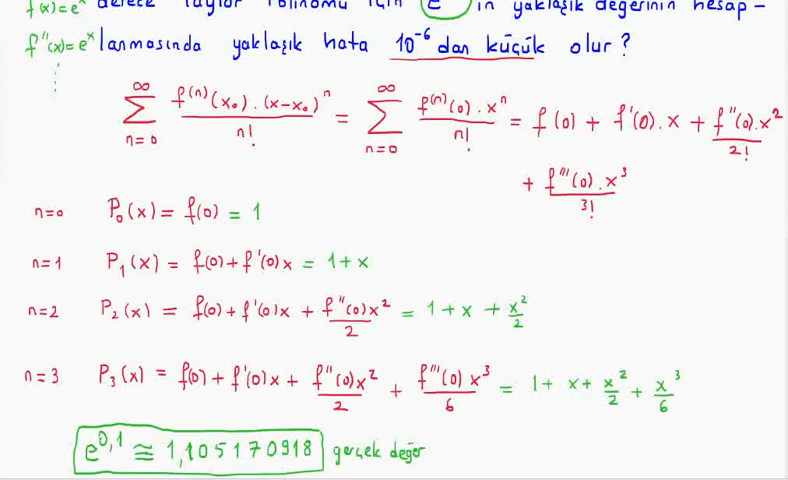 f(x)=eˣ derece Taylor Polinomu için e in yaklaşık değerinin hesap-
f''(x)=eˣ lanmasında yaklaşık hata 10⁻⁶ dan küçük olur?
∞ ∑ n=0 f⁽ⁿ⁾(x₀).(x-x₀)ⁿ / n! = ∞ ∑ n=0 f⁽ⁿ⁾(0).xⁿ / n! = f(0) + f'(0).x + f''(0).x² / 2!
+ f'''(0).x³ / 3!
n=0 P₀(x) = f(0) = 1
n=1 P₁(x) = f(0)+f'(0)x = 1+x
n=2 P₂(x) = f(0)+f'(0)x + f''(0)x² / 2 = 1+x+ x²/2
n=3 P₃(x) = f(0)+f'(0)x+ f''(0)x² / 2 + f'''(0)x³ / 6 = 1+ x+ x²/2 + x³/6
e⁰,¹ ≅ 1,105170918 gerçek değer